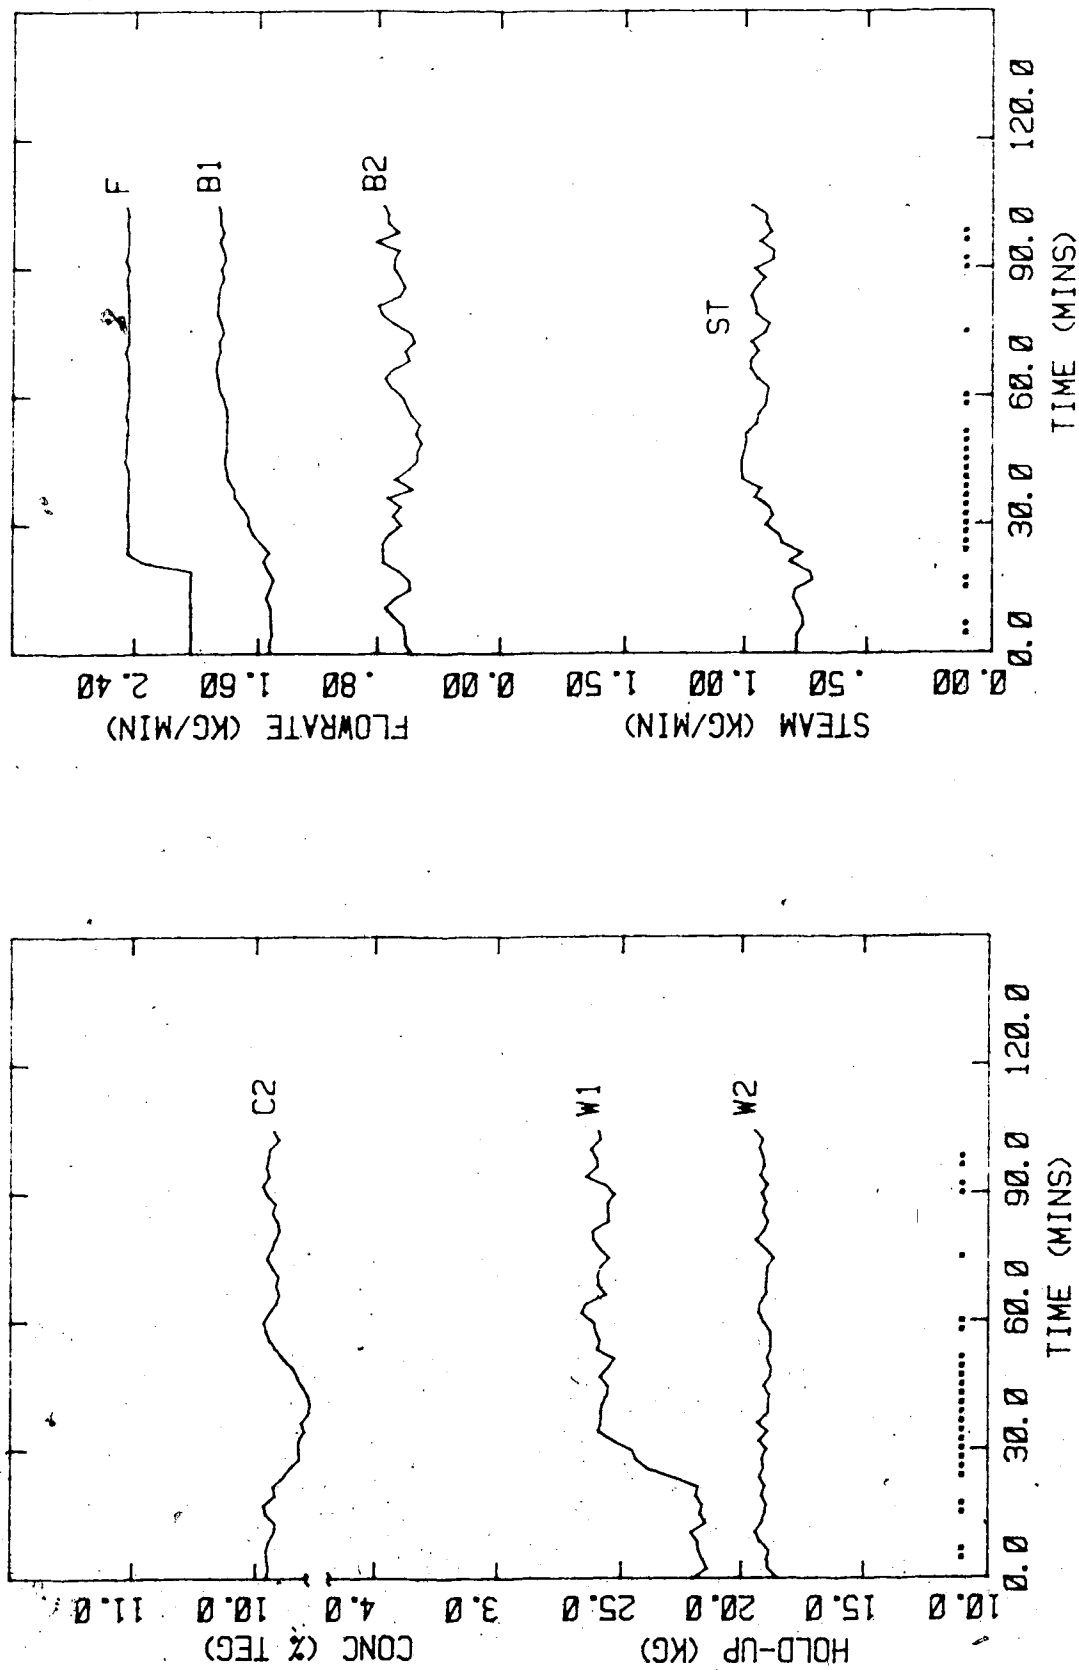 F
B1
B2
ST
2.40
1.60
.80
0.00
1.50
1.00
.50
0.00
FLOWRATE (KG/MIN)
STEAM (KG/MIN)
0.0 30.0 60.0 90.0 120.0
TIME (MINS)
C2
W1
W2
11.0
10.0
4.0
3.0
25.0
20.0
15.0
10.0
CONC (% TEG)
HOLD-UP (KG)
0.0 30.0 60.0 90.0 120.0
TIME (MINS)